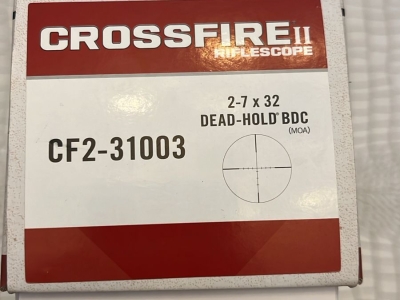 CROSSFIRE II
RIFLESCOPE
2-7 x 32
DEAD-HOLD® BDC
(MOA)
CF2-31003